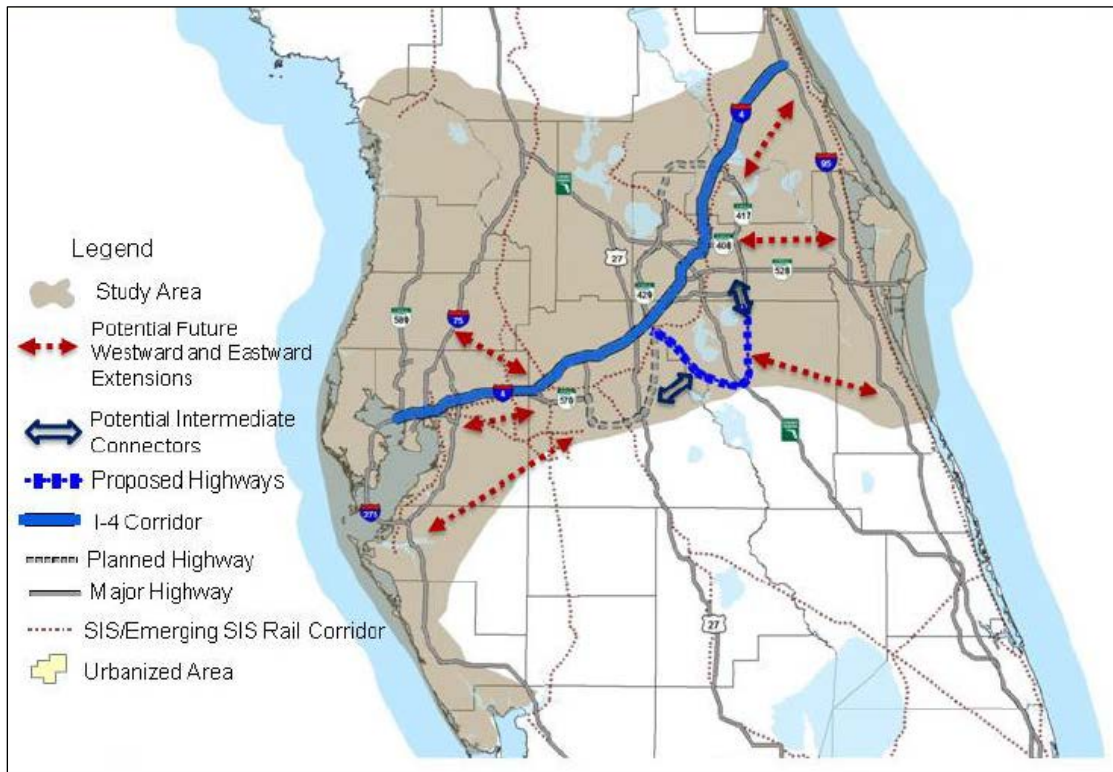 Legend
Study Area
Potential Future
Westward and Eastward
Extensions
Potential Intermediate
Connectors
Proposed Highways
I-4 Corridor
Planned Highway
Major Highway
SIS/Emerging SIS Rail Corridor
Urbanized Area
4
95
417
408
27
528
429
589
75
4
570
275
27